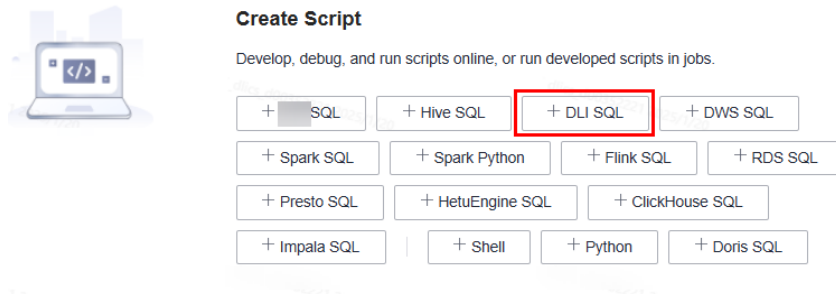 Create Script
Develop, debug, and run scripts online, or run developed scripts in jobs.
+ SQL + Hive SQL + DLI SQL + DWS SQL
+ Spark SQL + Spark Python + Flink SQL + RDS SQL
+ Presto SQL + HetuEngine SQL + ClickHouse SQL
+ Impala SQL + Shell + Python + Doris SQL